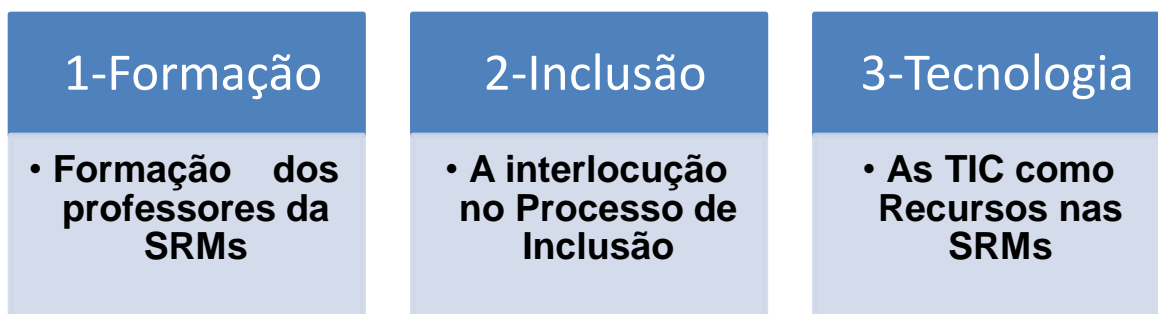 1-Formação
• Formação dos
professores da
SRMs
2-Inclusão
• A interlocução
no Processo de
Inclusão
3-Tecnologia
• As TIC como
Recursos nas
SRMs